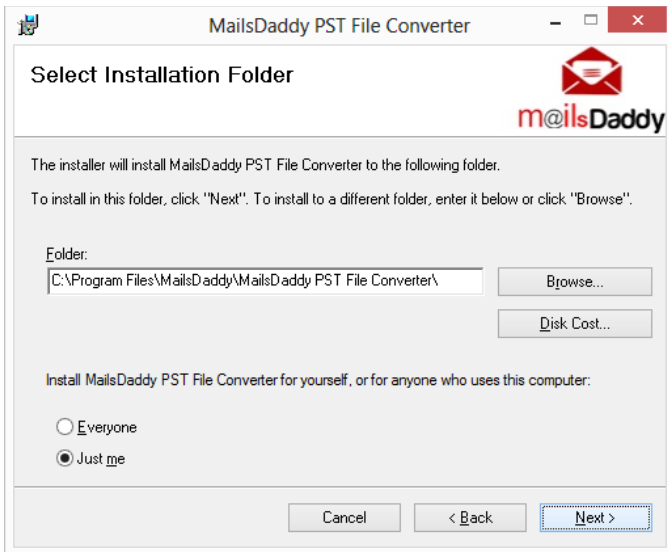 MailsDaddy PST File Converter
Select Installation Folder
m@ilsDaddy
The installer will install MailsDaddy PST File Converter to the following folder.
To install in this folder, click "Next". To install to a different folder, enter it below or click "Browse".
Folder:
C:\Program Files\MailsDaddy\MailsDaddy PST File Converter\
Browse...
Disk Cost...
Install MailsDaddy PST File Converter for yourself, or for anyone who uses this computer:
Everyone
Just me
Cancel < Back Next >